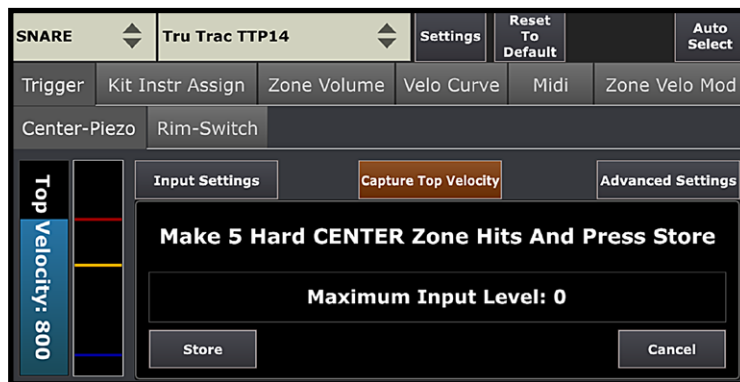 SNARE Tru Trac TTP14 Settings Reset To Default Auto Select
Trigger Kit Instr Assign Zone Volume Velo Curve Midi Zone Velo Mod
Center-Piezo Rim-Switch
Top Velocity: 800
Input Settings Capture Top Velocity Advanced Settings
Make 5 Hard CENTER Zone Hits And Press Store
Maximum Input Level: 0
Store Cancel